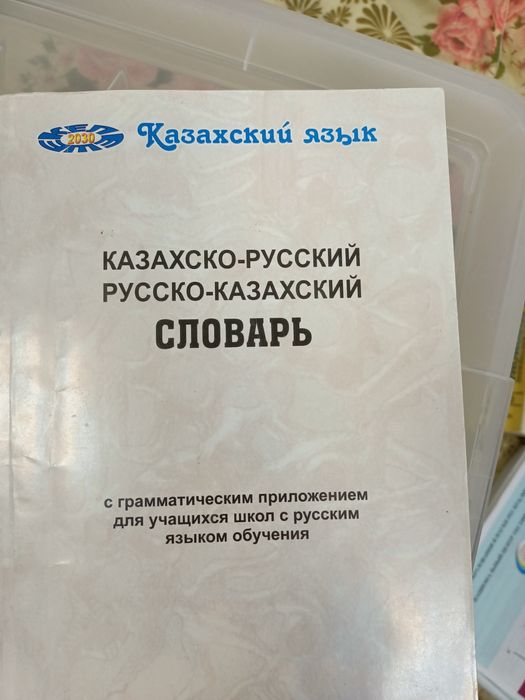 2030
Казахский язык
КАЗАХСКО-РУССКИЙ
РУССКО-КАЗАХСКИЙ
СЛОВАРЬ
с грамматическим приложением
для учащихся школ с русским
языком обучения